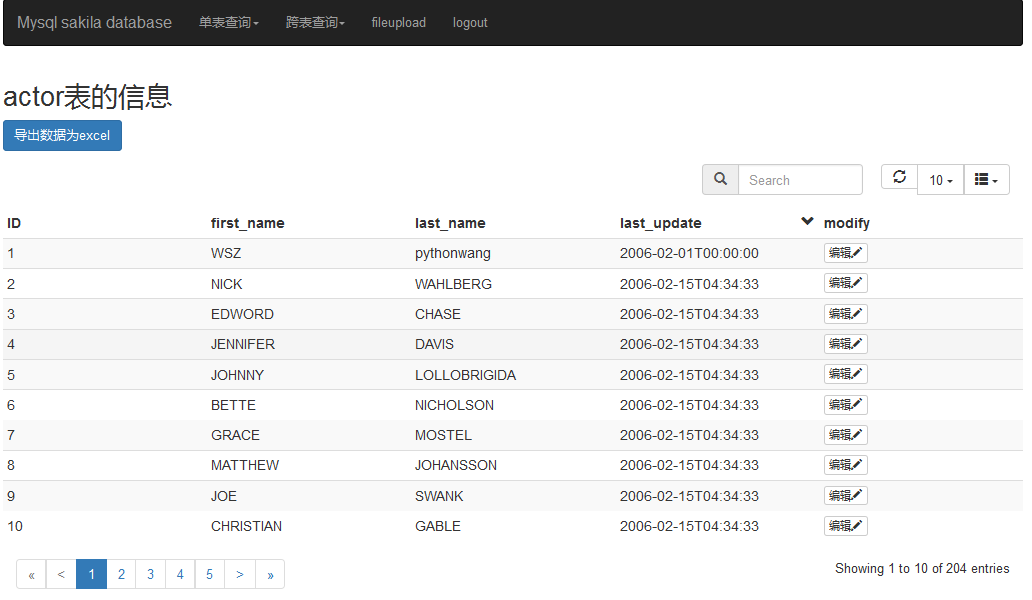 Mysql sakila database 单表查询 跨表查询 fileupload logout
actor表的信息
导出数据为excel
Search 10
ID first_name last_name last_update modify
1 WSZ pythonwang 2006-02-01T00:00:00 编辑
2 NICK WAHLBERG 2006-02-15T04:34:33 编辑
3 EDWORD CHASE 2006-02-15T04:34:33 编辑
4 JENNIFER DAVIS 2006-02-15T04:34:33 编辑
5 JOHNNY LOLLOBRIGIDA 2006-02-15T04:34:33 编辑
6 BETTE NICHOLSON 2006-02-15T04:34:33 编辑
7 GRACE MOSTEL 2006-02-15T04:34:33 编辑
8 MATTHEW JOHANSSON 2006-02-15T04:34:33 编辑
9 JOE SWANK 2006-02-15T04:34:33 编辑
10 CHRISTIAN GABLE 2006-02-15T04:34:33 编辑
« < 1 2 3 4 5 > » Showing 1 to 10 of 204 entries